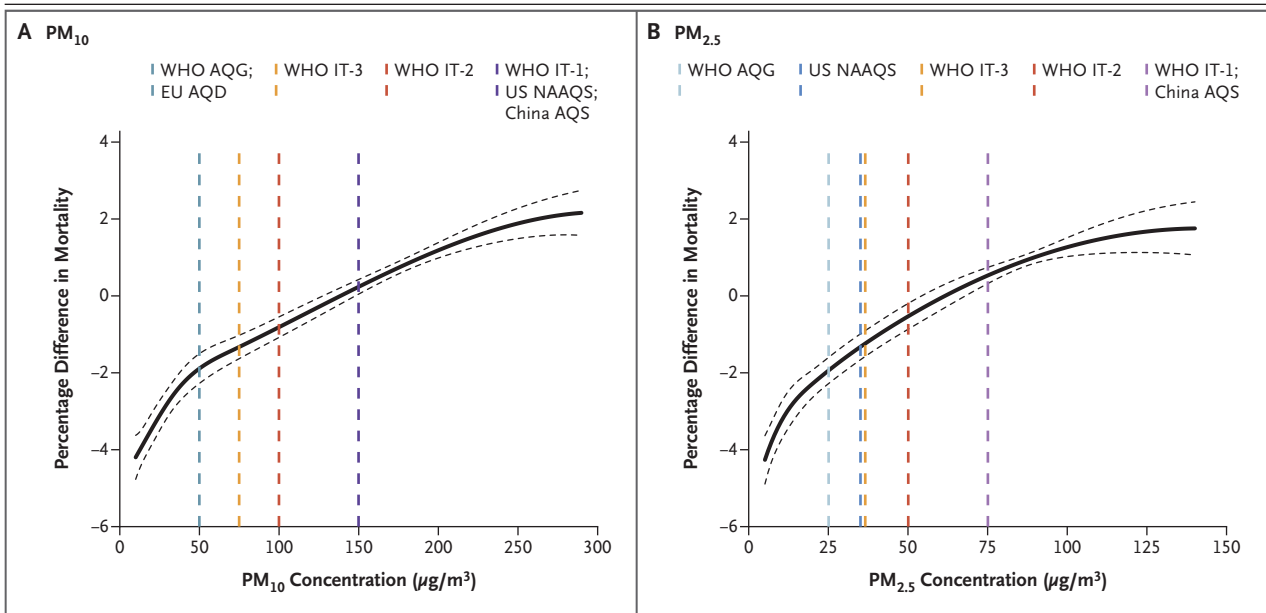 A PM10
WHO AQG;
EU AQD
WHO IT-3
WHO IT-2
WHO IT-1;
US NAAQS;
China AQS
Percentage Difference in Mortality
4
2
0
−2
−4
−6
0 50 100 150 200 250 300
PM10 Concentration (µg/m³)
B PM2.5
WHO AQG
US NAAQS
WHO IT-3
WHO IT-2
WHO IT-1;
China AQS
Percentage Difference in Mortality
4
2
0
−2
−4
−6
0 25 50 75 100 125 150
PM2.5 Concentration (µg/m³)